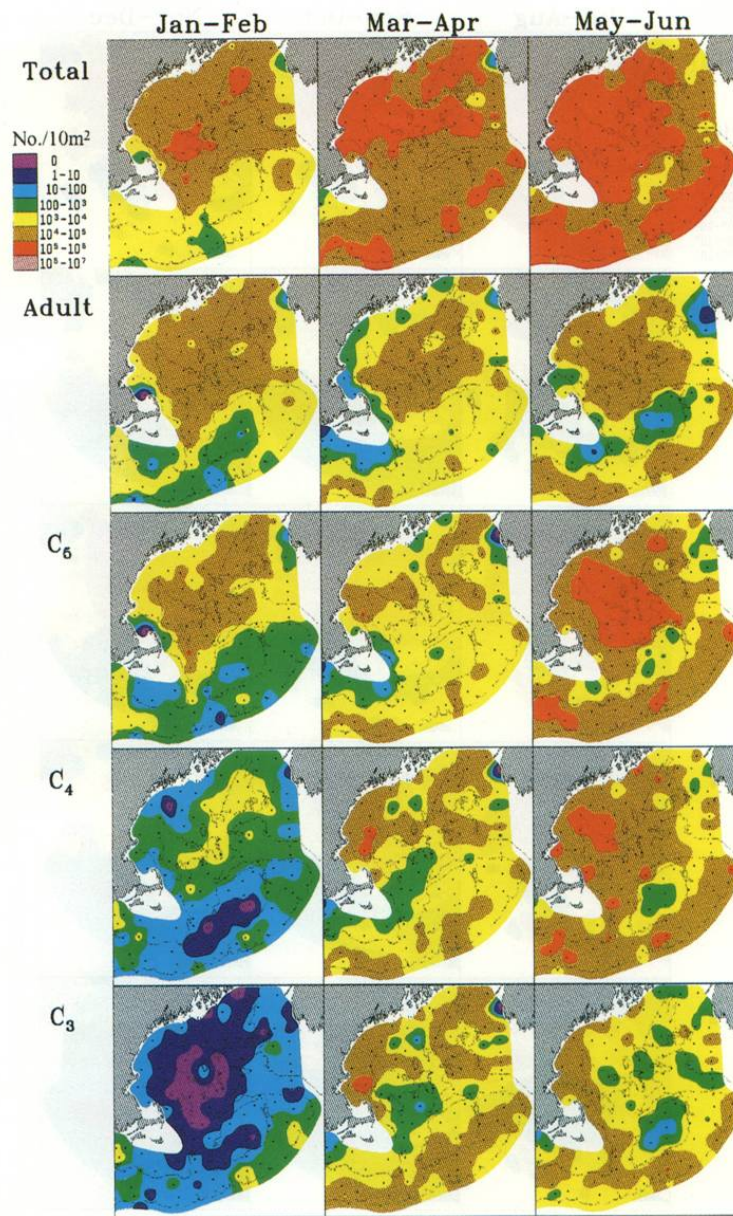 Jan-Feb Mar-Apr May-Jun
Total
No./10m²
0
1-10
10-100
100-10³
10³-10⁴
10⁴-10⁵
10⁵-10⁶
10⁶-10⁷
Adult
C₅
C₄
C₃